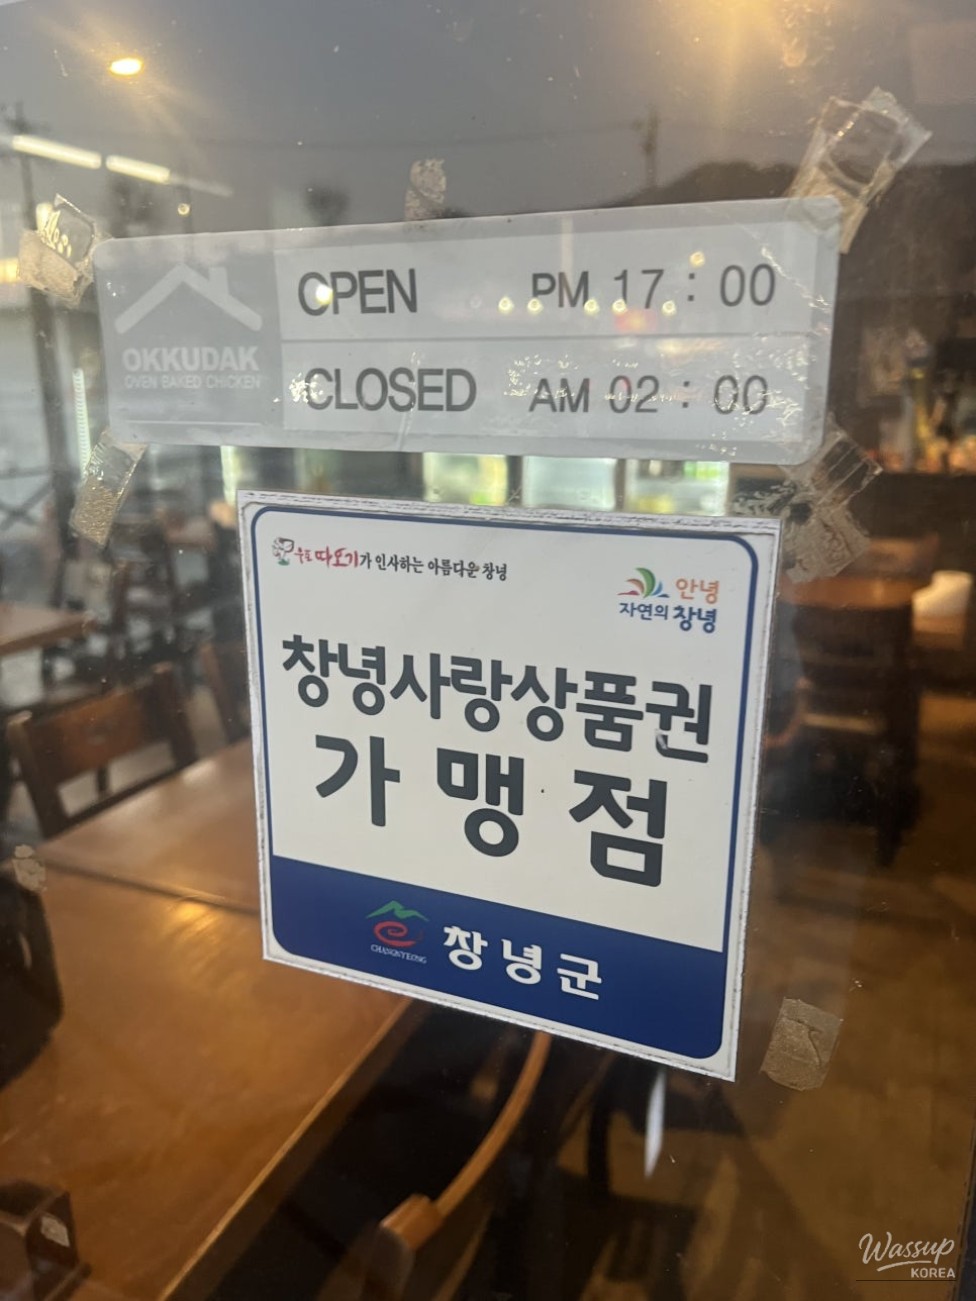 OPEN PM 17 : 00
OKKUDAK
OVEN BAKED CHICKEN
CLOSED AM 02 : 00
우포 따오기가 인사하는 아름다운 창녕
안녕
자연의 창녕
창녕사랑상품권
가맹점
CHANGNYEONG
창녕군
Wassup
KOREA